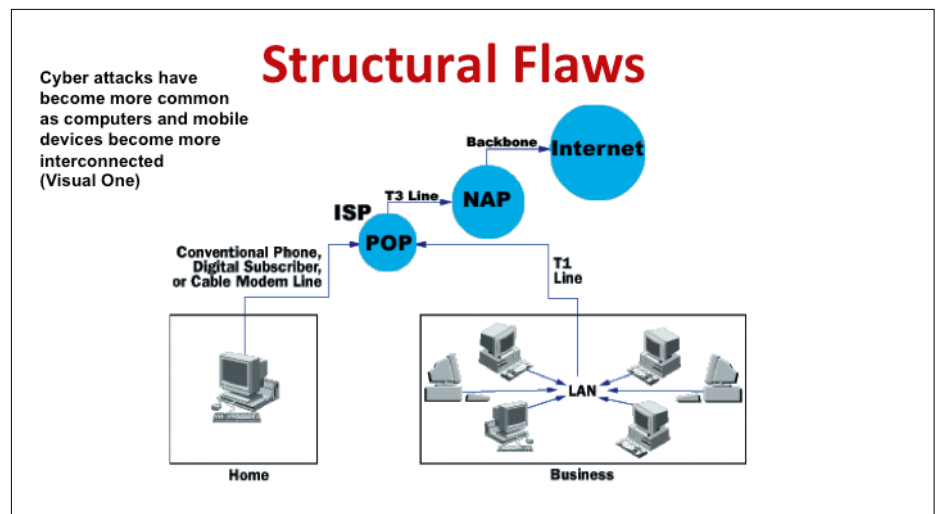 Structural Flaws
Cyber attacks have
become more common
as computers and mobile
devices become more
interconnected
(Visual One)
Backbone
Internet
T3 Line
NAP
ISP
POP
Conventional Phone,
Digital Subscriber,
or Cable Modem Line
T1
Line
LAN
Home
Business